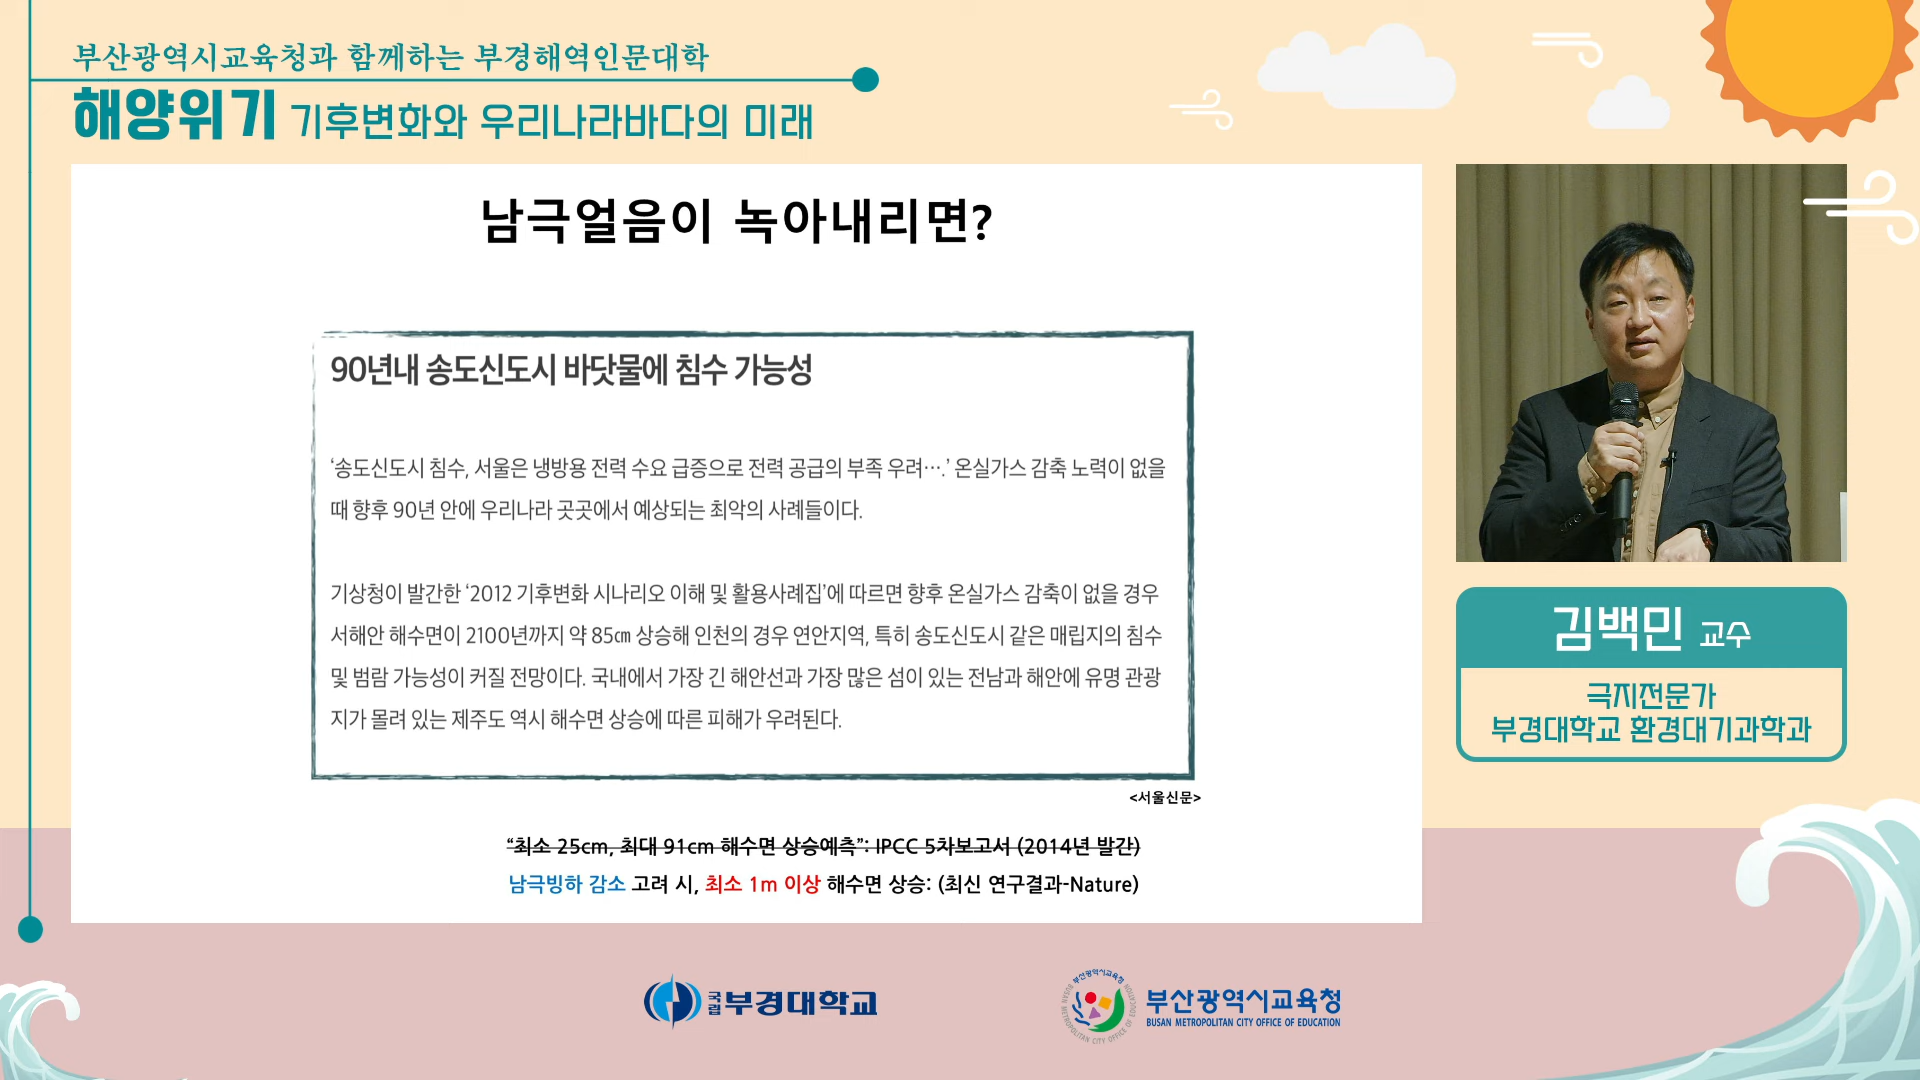 부산광역시교육청과 함께하는 부경해역인문대학
해양위기 기후변화와 우리나라바다의 미래
남극얼음이 녹아내리면?
90년내 송도신도시 바닷물에 침수 가능성
‘송도신도시 침수, 서울은 냉방용 전력 수요 급증으로 전력 공급의 부족 우려….’ 온실가스 감축 노력이 없을
때 향후 90년 안에 우리나라 곳곳에서 예상되는 최악의 사례들이다.
기상청이 발간한 ‘2012 기후변화 시나리오 이해 및 활용사례집’에 따르면 향후 온실가스 감축이 없을 경우
서해안 해수면이 2100년까지 약 85㎝ 상승해 인천의 경우 연안지역, 특히 송도신도시 같은 매립지의 침수
및 범람 가능성이 커질 전망이다. 국내에서 가장 긴 해안선과 가장 많은 섬이 있는 전남과 해안에 유명 관광
지가 몰려 있는 제주도 역시 해수면 상승에 따른 피해가 우려된다.
<서울신문>
“최소 25cm, 최대 91cm 해수면 상승예측”: IPCC 5차보고서 (2014년 발간)
남극빙하 감소 고려 시, 최소 1m 이상 해수면 상승: (최신 연구결과-Nature)
김백민 교수
극지전문가
부경대학교 환경대기과학과
국립 부경대학교
부산광역시교육청
BUSAN METROPOLITAN CITY OFFICE OF EDUCATION
부산광역시교육청
BUSAN METROPOLITAN CITY OFFICE OF EDUCATION